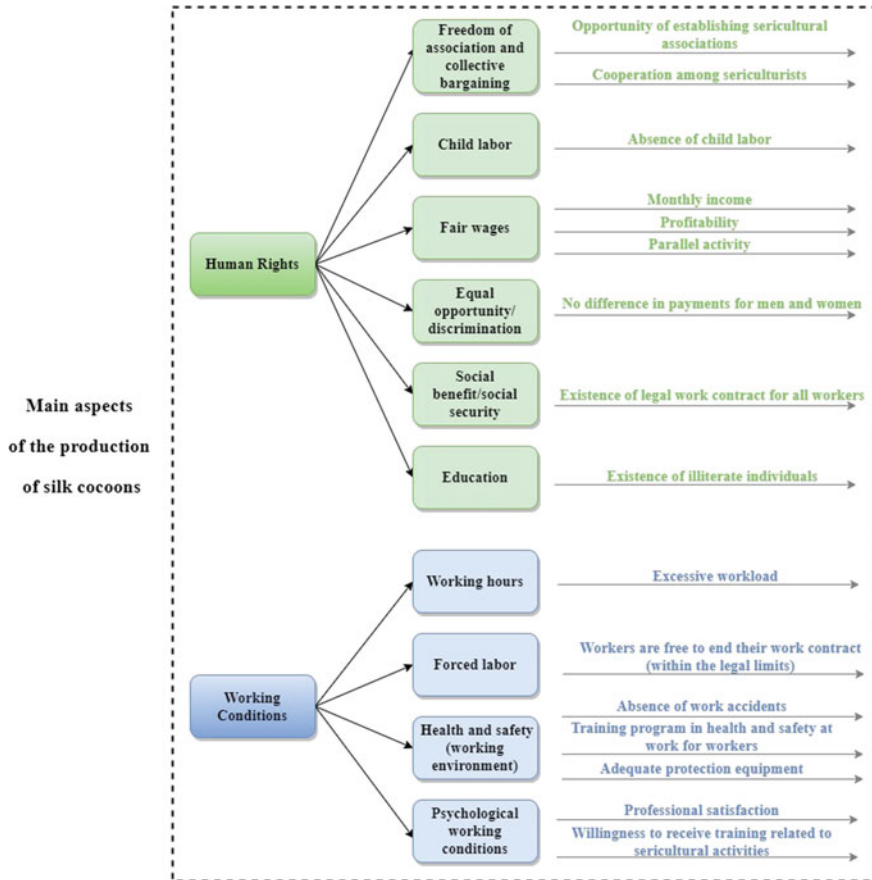 Main aspects
of the production
of silk cocoons
Human Rights
Freedom of
association and
collective
bargaining
Opportunity of establishing sericultural
associations
Cooperation among sericulturists
Child labor
Absence of child labor
Fair wages
Monthly income
Profitability
Parallel activity
Equal
opportunity/
discrimination
No difference in payments for men and women
Social
benefit/social
security
Existence of legal work contract for all workers
Education
Existence of illiterate individuals
Working
Conditions
Working hours
Excessive workload
Forced labor
Workers are free to end their work contract
(within the legal limits)
Health and safety
(working
environment)
Absence of work accidents
Training program in health and safety at
work for workers
Adequate protection equipment
Psychological
working
conditions
Professional satisfaction
Willingness to receive training related to
sericultural activities